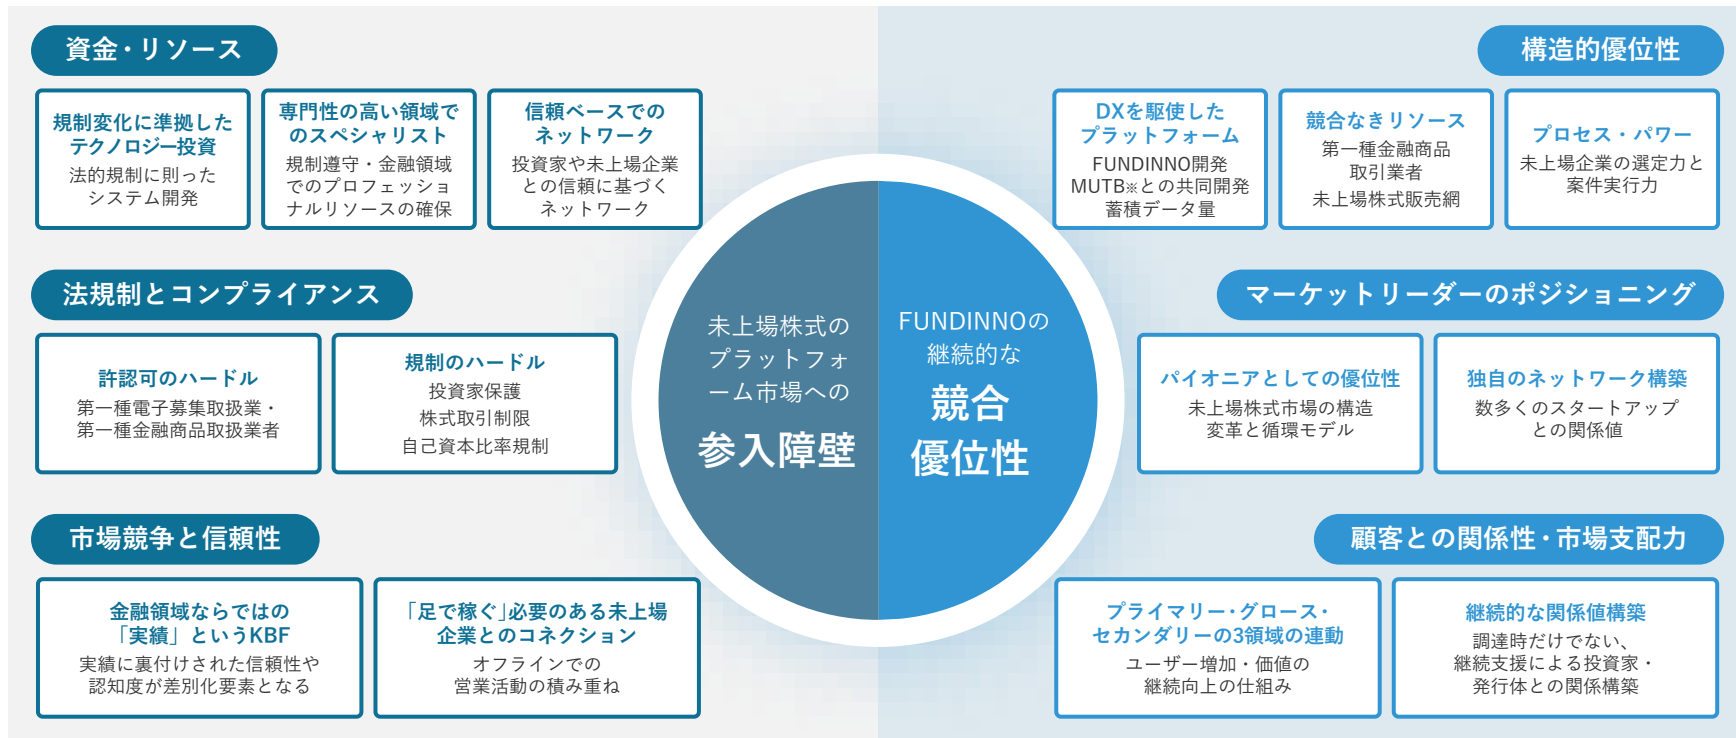 資金・リソース
規制変化に準拠した
テクノロジー投資
法的規制に則った
システム開発
専門性の高い領域で
のスペシャリスト
規制遵守・金融領域
でのプロフェッショ
ナルリソースの確保
信頼ベースでの
ネットワーク
投資家や未上場企業
との信頼に基づく
ネットワーク
法規制とコンプライアンス
許認可のハードル
第一種電子募集取扱業・
第一種金融商品取扱業者
規制のハードル
投資家保護
株式取引制限
自己資本比率規制
市場競争と信頼性
金融領域ならではの
「実績」というKBF
実績に裏付けされた信頼性や
認知度が差別化要素となる
「足で稼ぐ」必要のある未上場
企業とのコネクション
オフラインでの
営業活動の積み重ね
未上場株式の
プラットフォ
ーム市場への
参入障壁
FUNDINNOの
継続的な
競合
優位性
構造的優位性
DXを駆使した
プラットフォーム
FUNDINNO開発
MUTB※との共同開発
蓄積データ量
競合なきリソース
第一種金融商品
取引業者
未上場株式販売網
プロセス・パワー
未上場企業の選定力と
案件実行力
マーケットリーダーのポジショニング
パイオニアとしての優位性
未上場株式市場の構造
変革と循環モデル
独自のネットワーク構築
数多くのスタートアップ
との関係値
顧客との関係性・市場支配力
プライマリー・グロース・
セカンダリーの3領域の連動
ユーザー増加・価値の
継続向上の仕組み
継続的な関係値構築
調達時だけでない、
継続支援による投資家・
発行体との関係構築